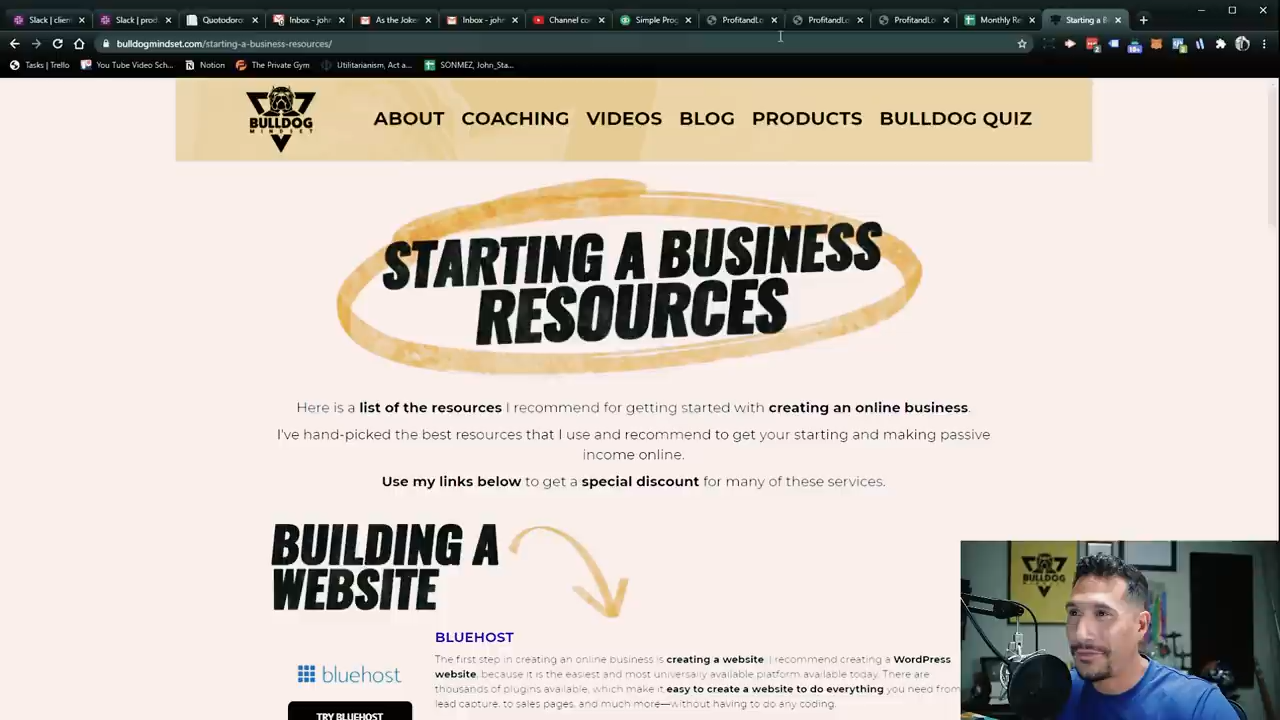 Slack | clien
Slack | prod
Quotodoro
Inbox - john
As the Joke
Inbox - john
Channel co
Simple Prog
ProfitandLo
ProfitandLo
ProfitandLo
Monthly Re
Starting a B
bulldogmindset.com/starting-a-business-resources/
Tasks | Trello
You Tube Video Sch...
Notion
The Private Gym
Utilitarianism, Act a...
SONMEZ, John_Sta...
BULLDOG
MINDSET
ABOUT
COACHING
VIDEOS
BLOG
PRODUCTS
BULLDOG QUIZ
STARTING A BUSINESS
RESOURCES
Here is a list of the resources I recommend for getting started with creating an online business.
I've hand-picked the best resources that I use and recommend to get your starting and making passive
income online.
Use my links below to get a special discount for many of these services.
BUILDING A
WEBSITE
BLUEHOST
bluehost
TRY BLUEHOST
The first step in creating an online business is creating a website. I recommend creating a WordPress
website, because it is the easiest and most universally available platform available today. There are
thousands of plugins available, which make it easy to create a website to do everything you need from
lead capture, to sales pages, and much more—without having to do any coding.
BULLDOG